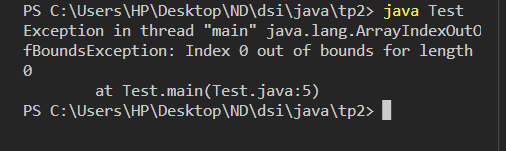 PS C:\Users\HP\Desktop\ND\dsi\java\tp2> java Test
Exception in thread "main" java.lang.ArrayIndexOutO
fBoundsException: Index 0 out of bounds for length
0
        at Test.main(Test.java:5)
PS C:\Users\HP\Desktop\ND\dsi\java\tp2>